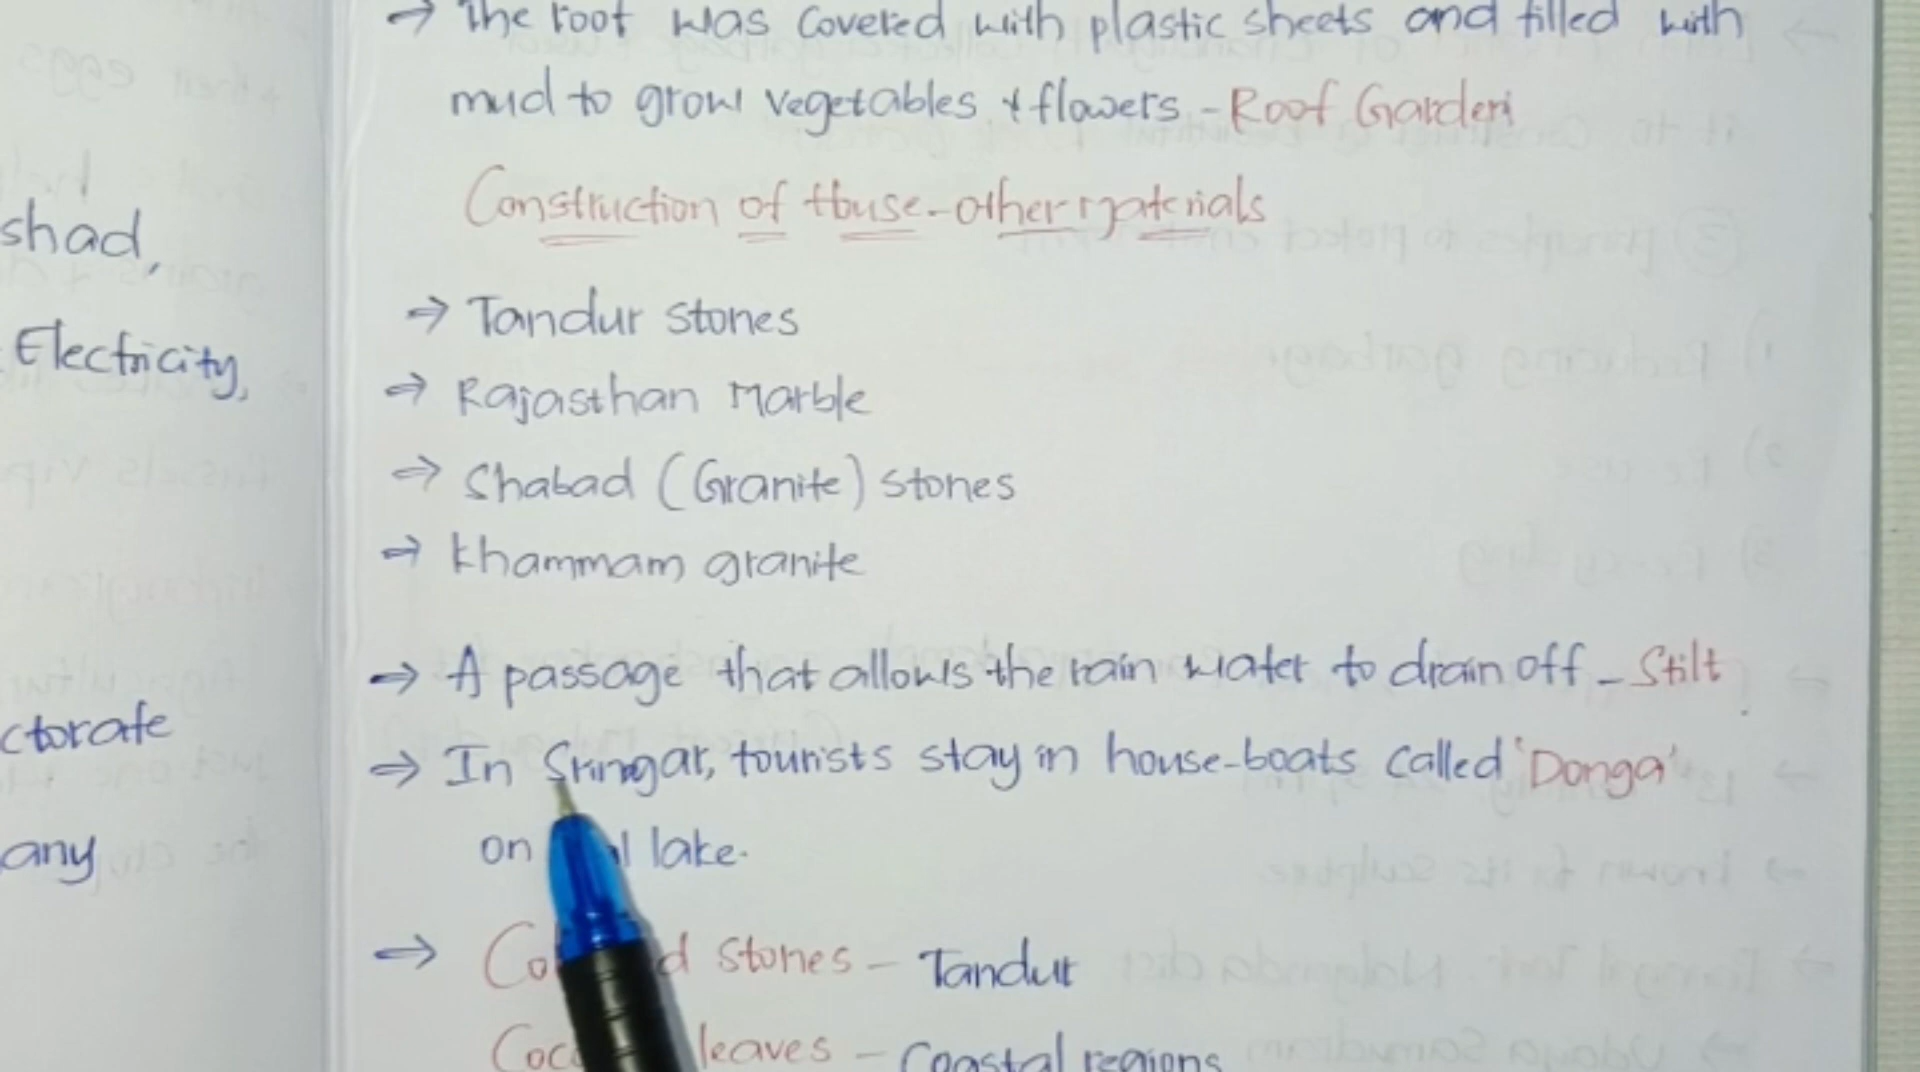 shad,
Electricity,
ctorate
any
→ The roof was covered with plastic sheets and filled with
mud to grow vegetables & flowers - Roof Garden
Construction of House - other materials
→ Tandur stones
→ Rajasthan Marble
→ Shabad (Granite) stones
→ Khammam granite
→ A passage that allows the rain water to drain off - Stilt
→ In Srinagar, tourists stay in house-boats called 'Donga'
on lake.
→ stones - Tandur
leaves - Coastal regions